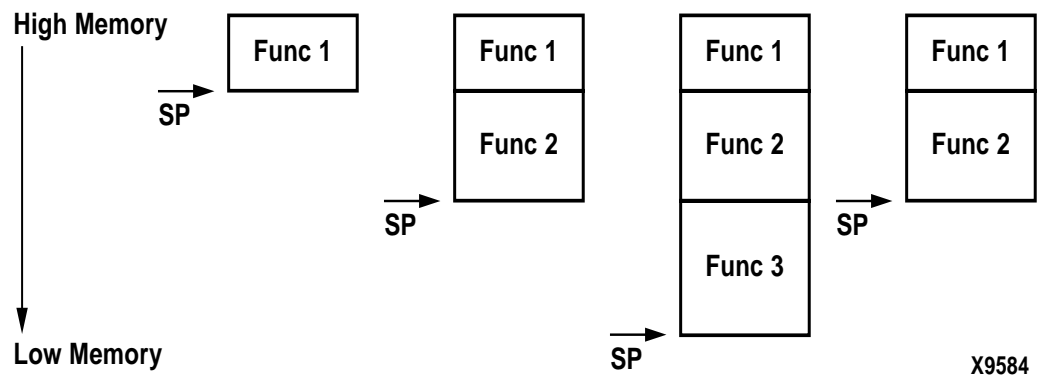 High Memory
Func 1
Func 1
Func 1
Func 1
SP
Func 2
Func 2
Func 2
SP
SP
Func 3
Low Memory
SP
X9584